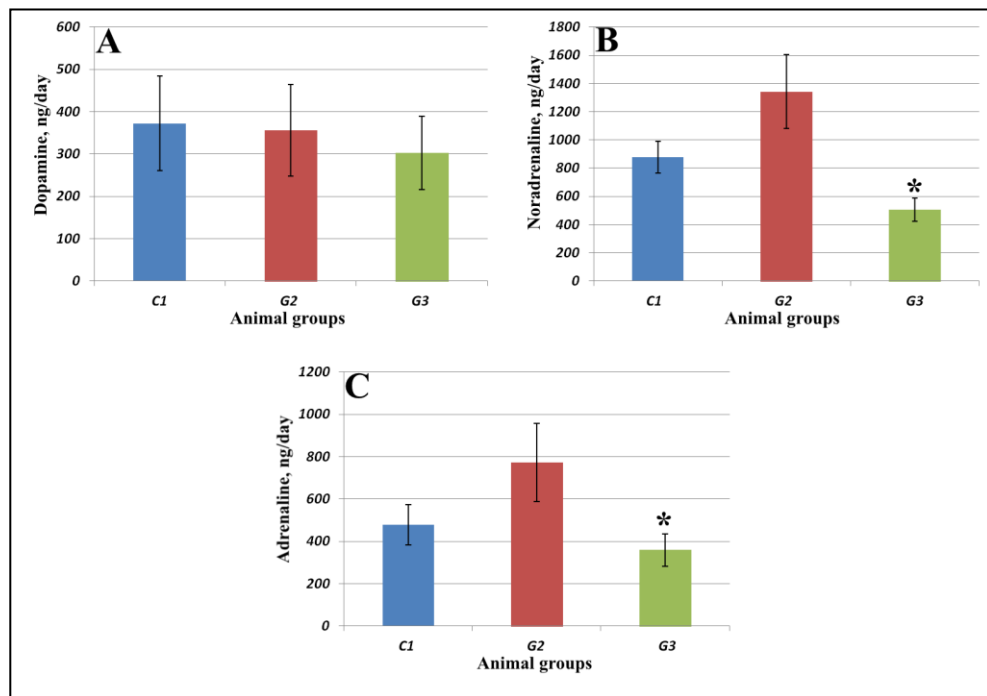 A
Dopamine, ng/day
600
500
400
300
200
100
0
C1 G2 G3
Animal groups
B
Noradrenaline, ng/day
1800
1600
1400
1200
1000
800
600
400
200
0
*
C1 G2 G3
Animal groups
C
Adrenaline, ng/day
1200
1000
800
600
400
200
0
*
C1 G2 G3
Animal groups